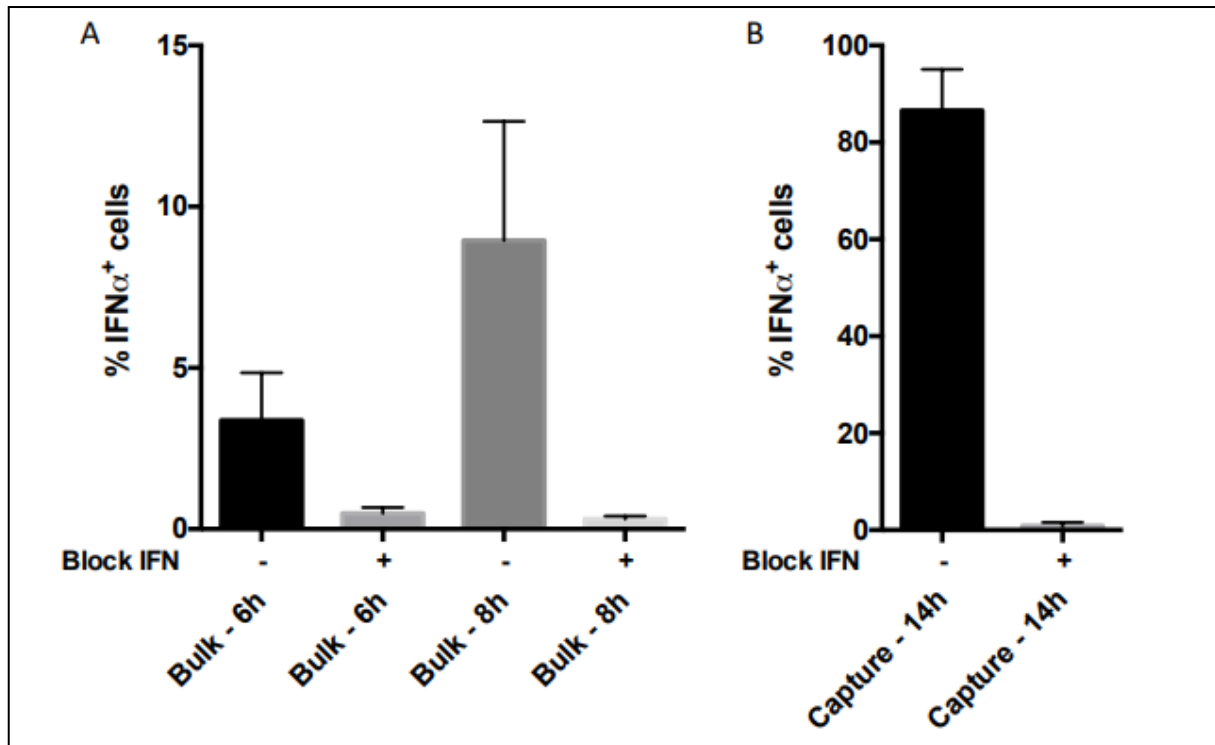 A
15
10
5
0
% IFNα⁺ cells
Block IFN - + - +
Bulk - 6h
Bulk - 6h
Bulk - 8h
Bulk - 8h
B
100
80
60
40
20
0
% IFNα⁺ cells
Block IFN - +
Capture - 14h
Capture - 14h